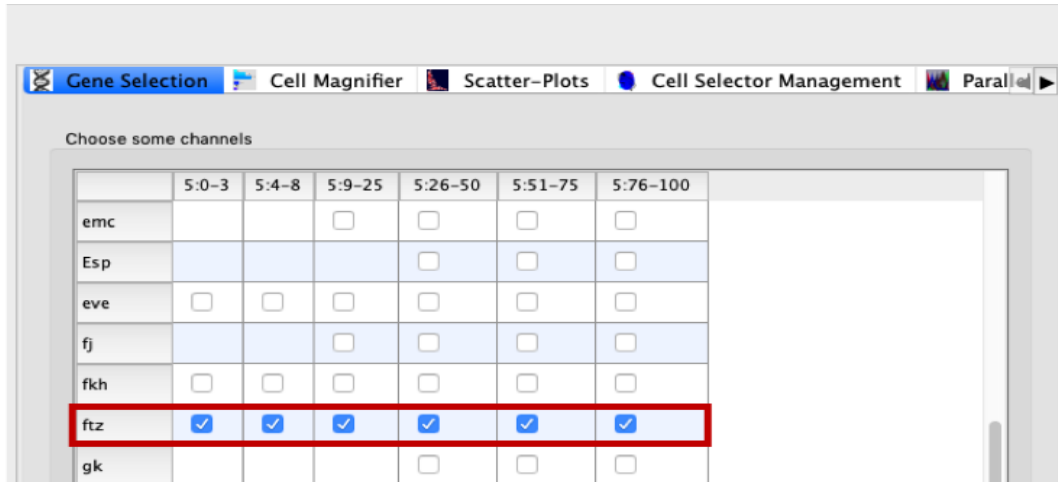 Gene Selection Cell Magnifier Scatter-Plots Cell Selector Management Parall
Choose some channels
5:0-3 5:4-8 5:9-25 5:26-50 5:51-75 5:76-100
emc
Esp
eve
fj
fkh
ftz
gk